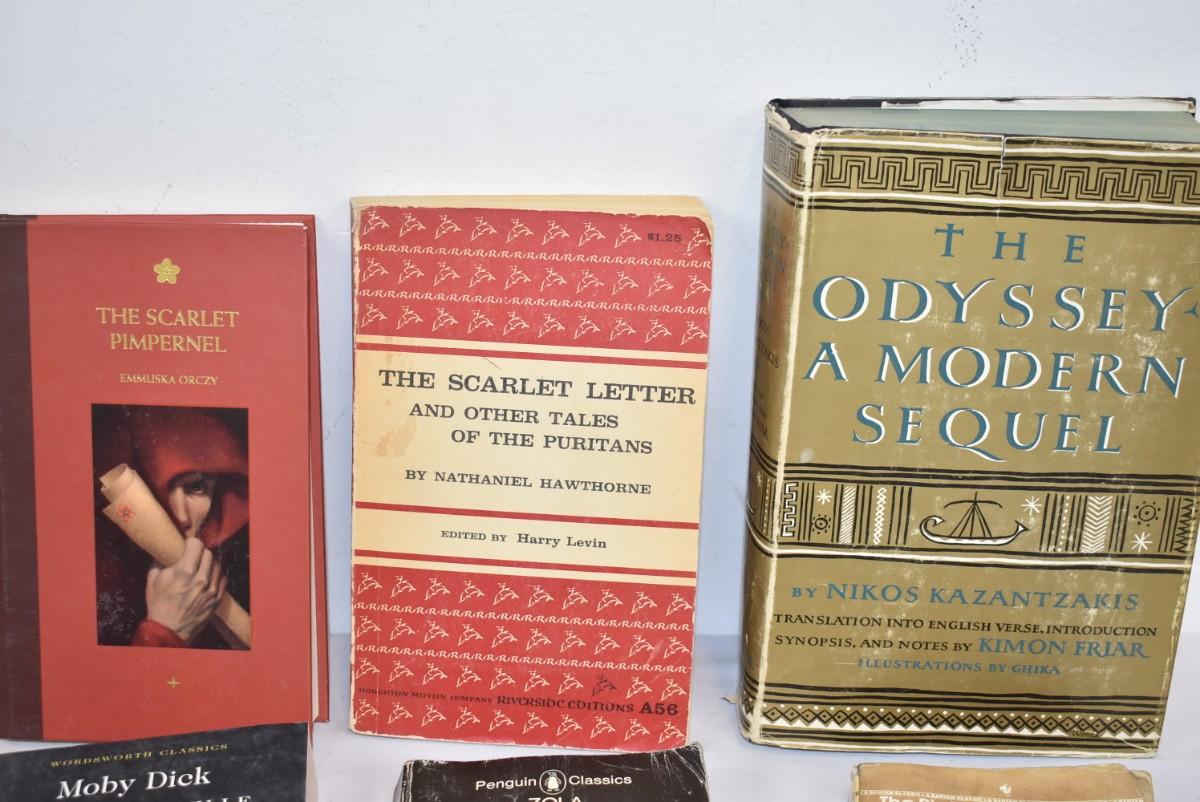 THE SCARLET
PIMPERNEL
EMMUSKA ORCZY
$1.25
THE SCARLET LETTER
AND OTHER TALES
OF THE PURITANS
BY NATHANIEL HAWTHORNE
EDITED BY Harry Levin
HOUGHTON MIFFLIN COMPANY RIVERSIDE EDITIONS A56
THE
ODYSSEY
A MODERN
SEQUEL
BY NIKOS KAZANTZAKIS
TRANSLATION INTO ENGLISH VERSE, INTRODUCTION
SYNOPSIS, AND NOTES BY KIMON FRIAR
ILLUSTRATIONS BY GHIKA
WORDSWORTH CLASSICS
Moby Dick
Penguin Classics
ZOLA